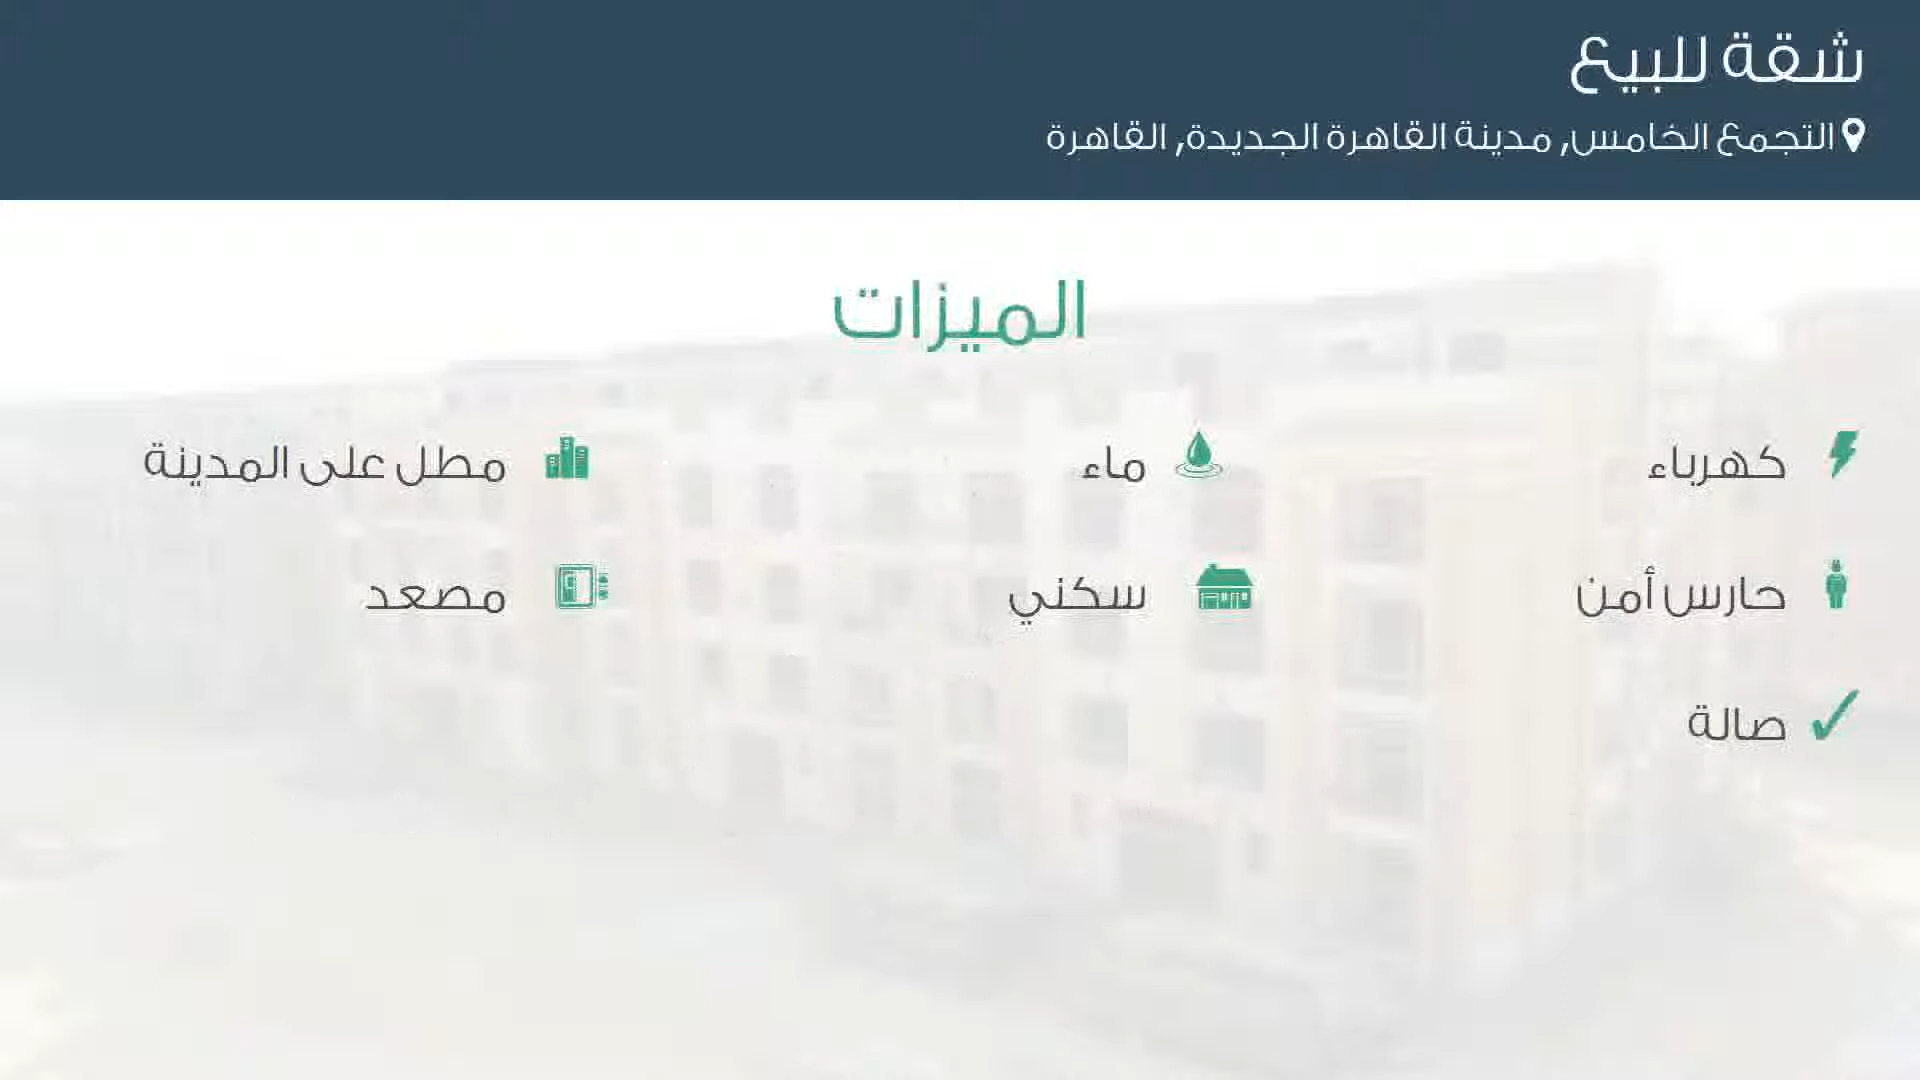 شقة للبيع
التجمع الخامس, مدينة القاهرة الجديدة, القاهرة
الميزات
كهرباء
ماء
مطل على المدينة
حارس أمن
سكني
مصعد
صالة